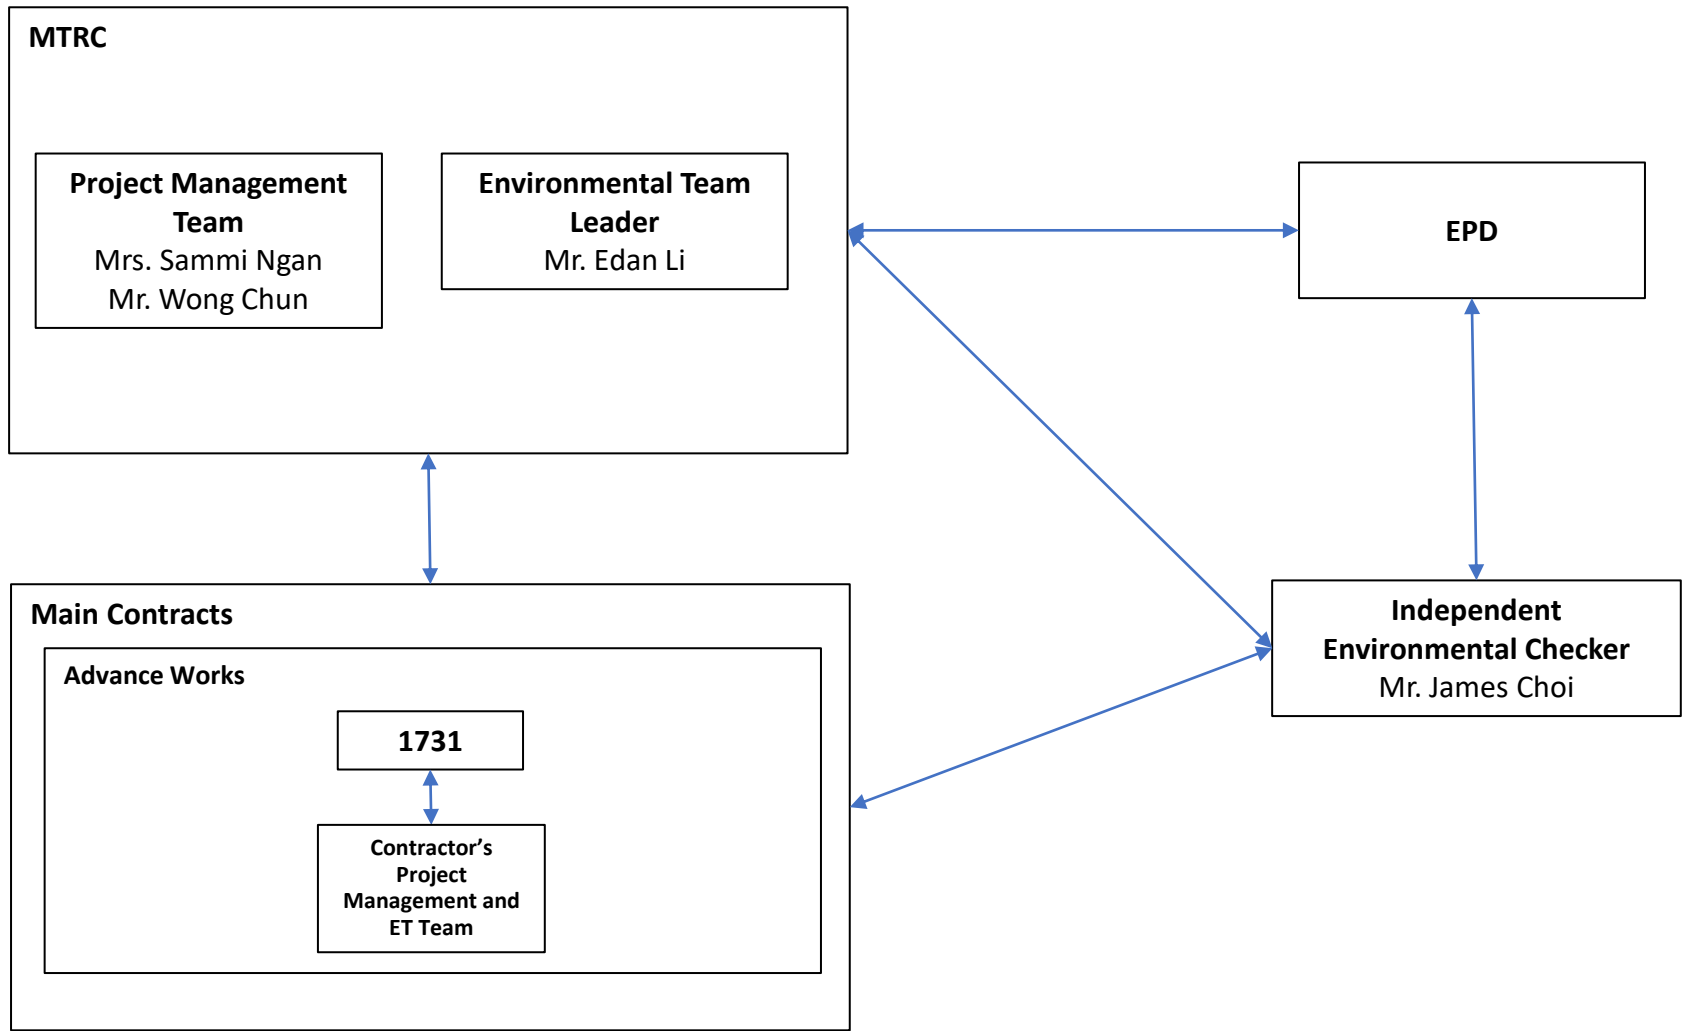 MTRC
Project Management
Team
Mrs. Sammi Ngan
Mr. Wong Chun
Environmental Team
Leader
Mr. Edan Li
EPD
Main Contracts
Advance Works
1731
Contractor’s
Project
Management and
ET Team
Independent
Environmental Checker
Mr. James Choi